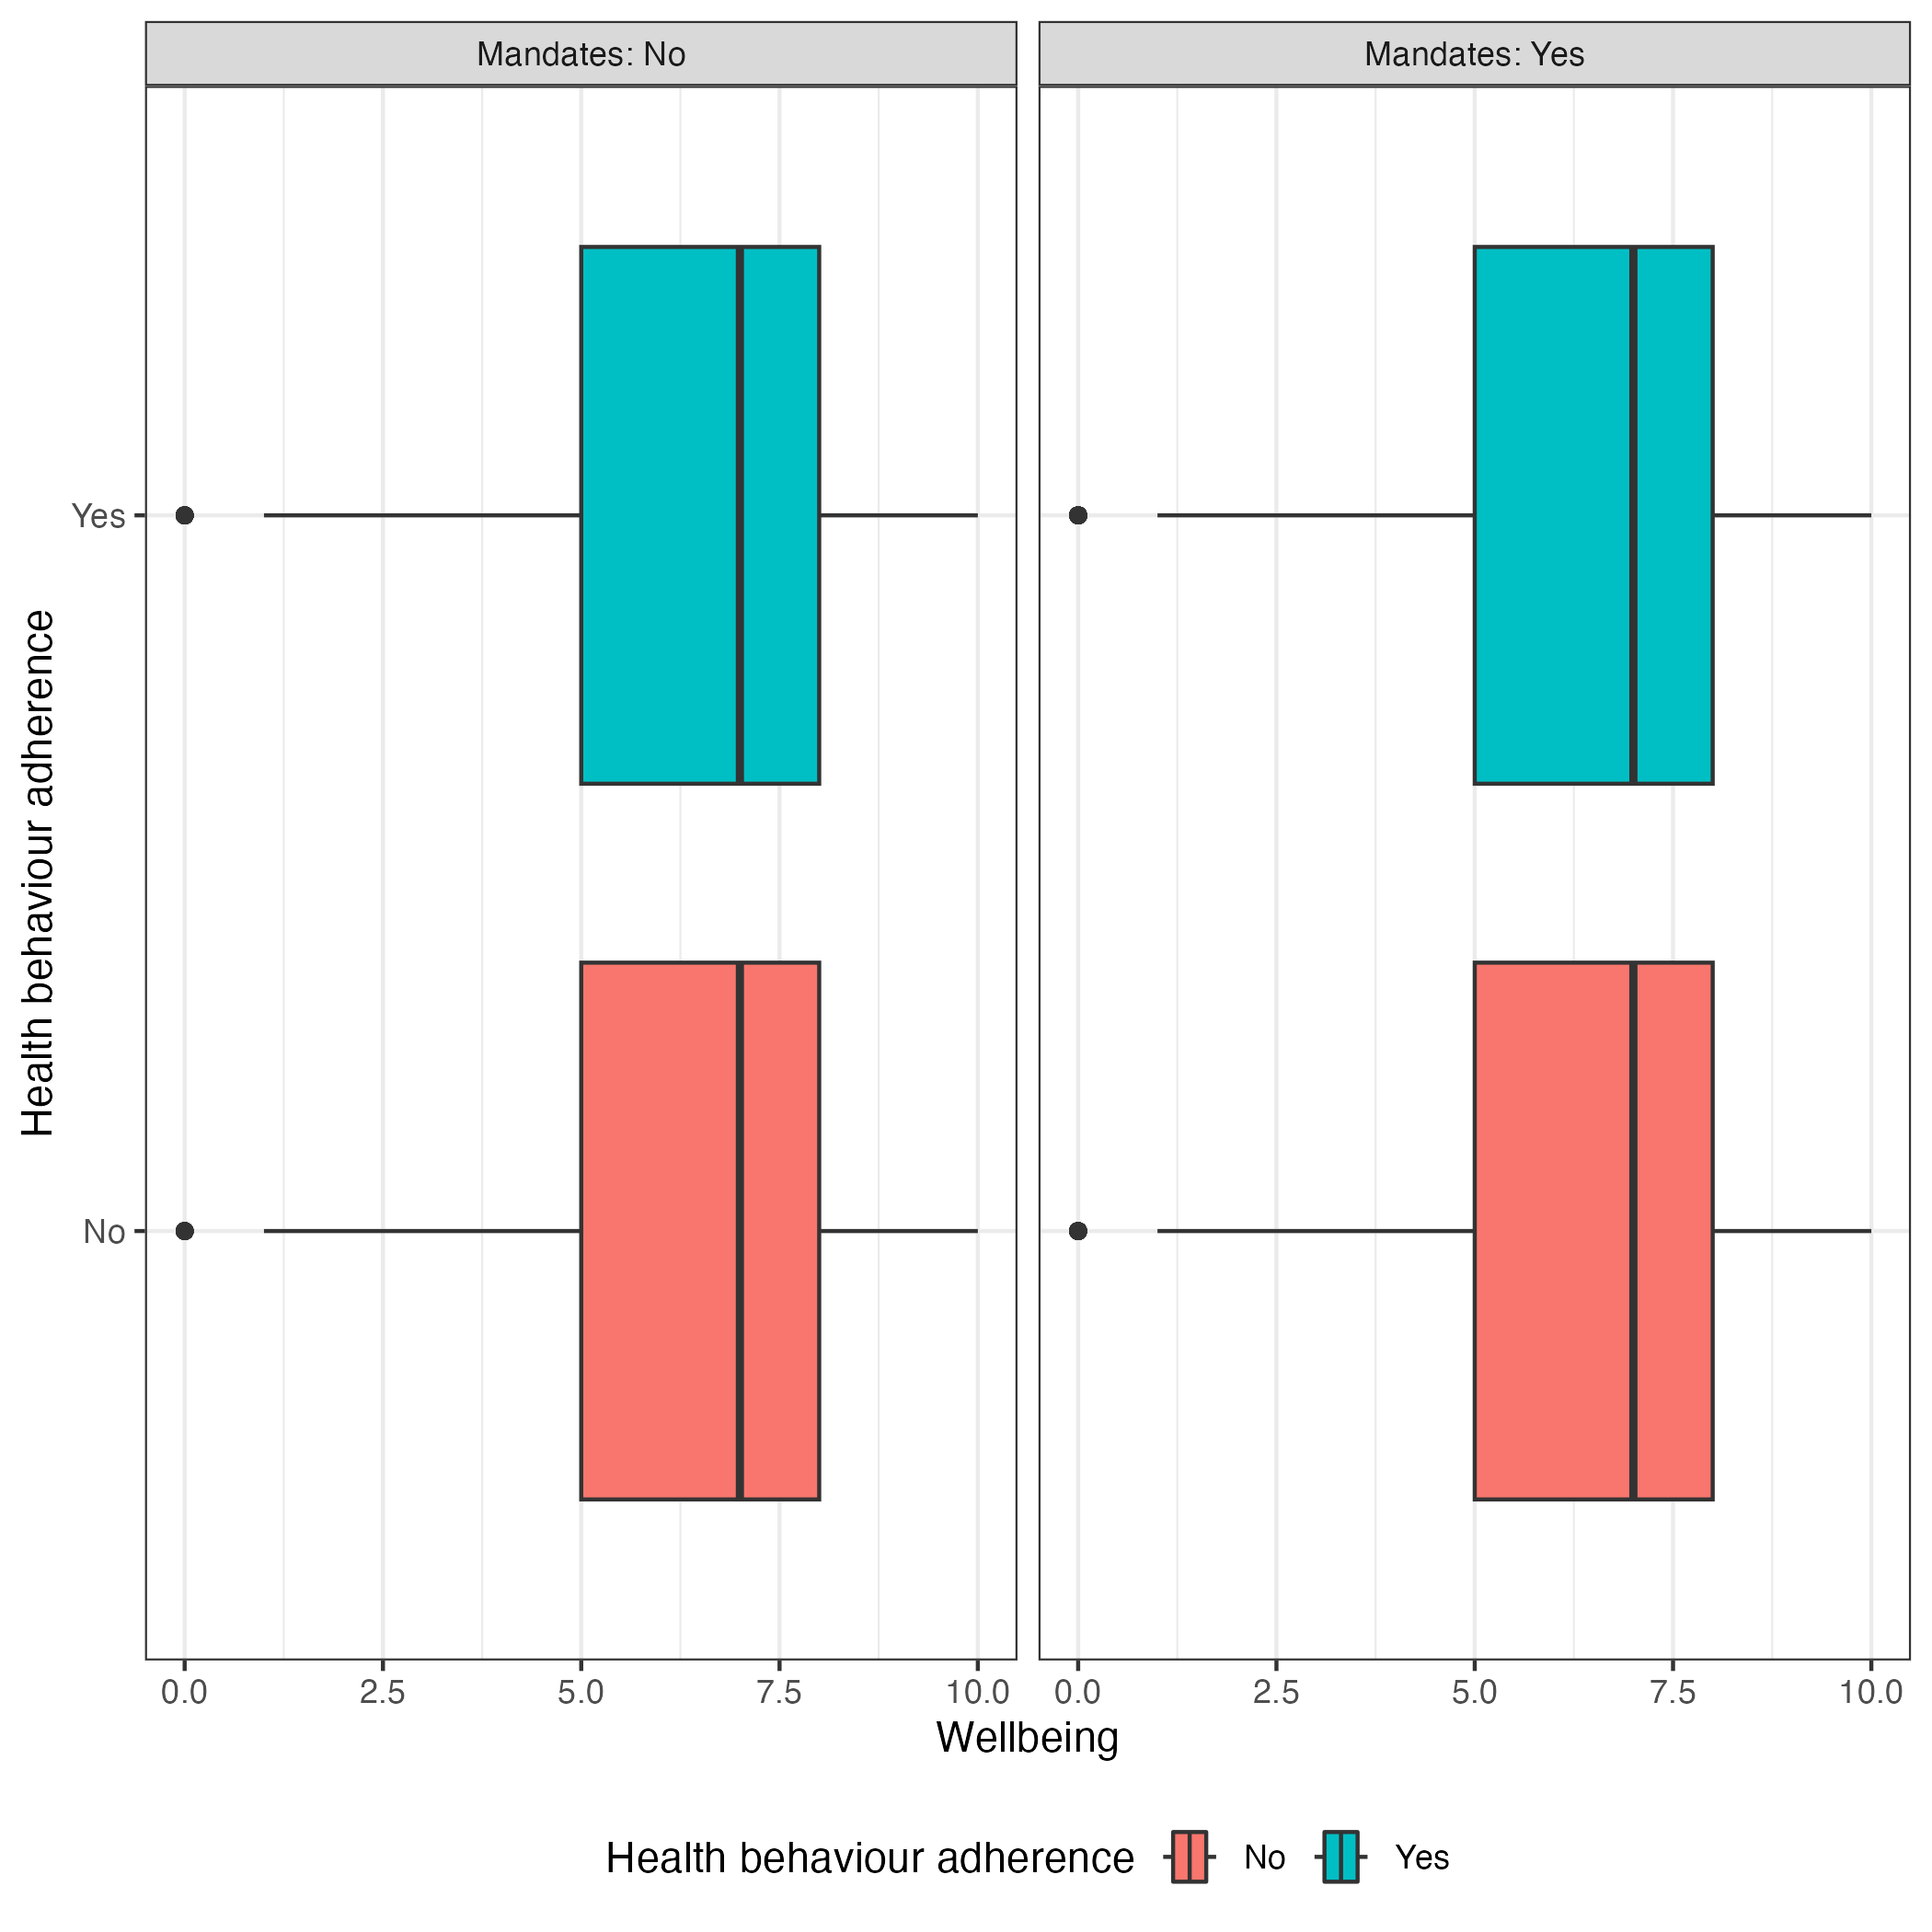 Mandates: No
Mandates: Yes
Health behaviour adherence
Yes
No
0.0 2.5 5.0 7.5 10.0
0.0 2.5 5.0 7.5 10.0
Wellbeing
Health behaviour adherence No Yes